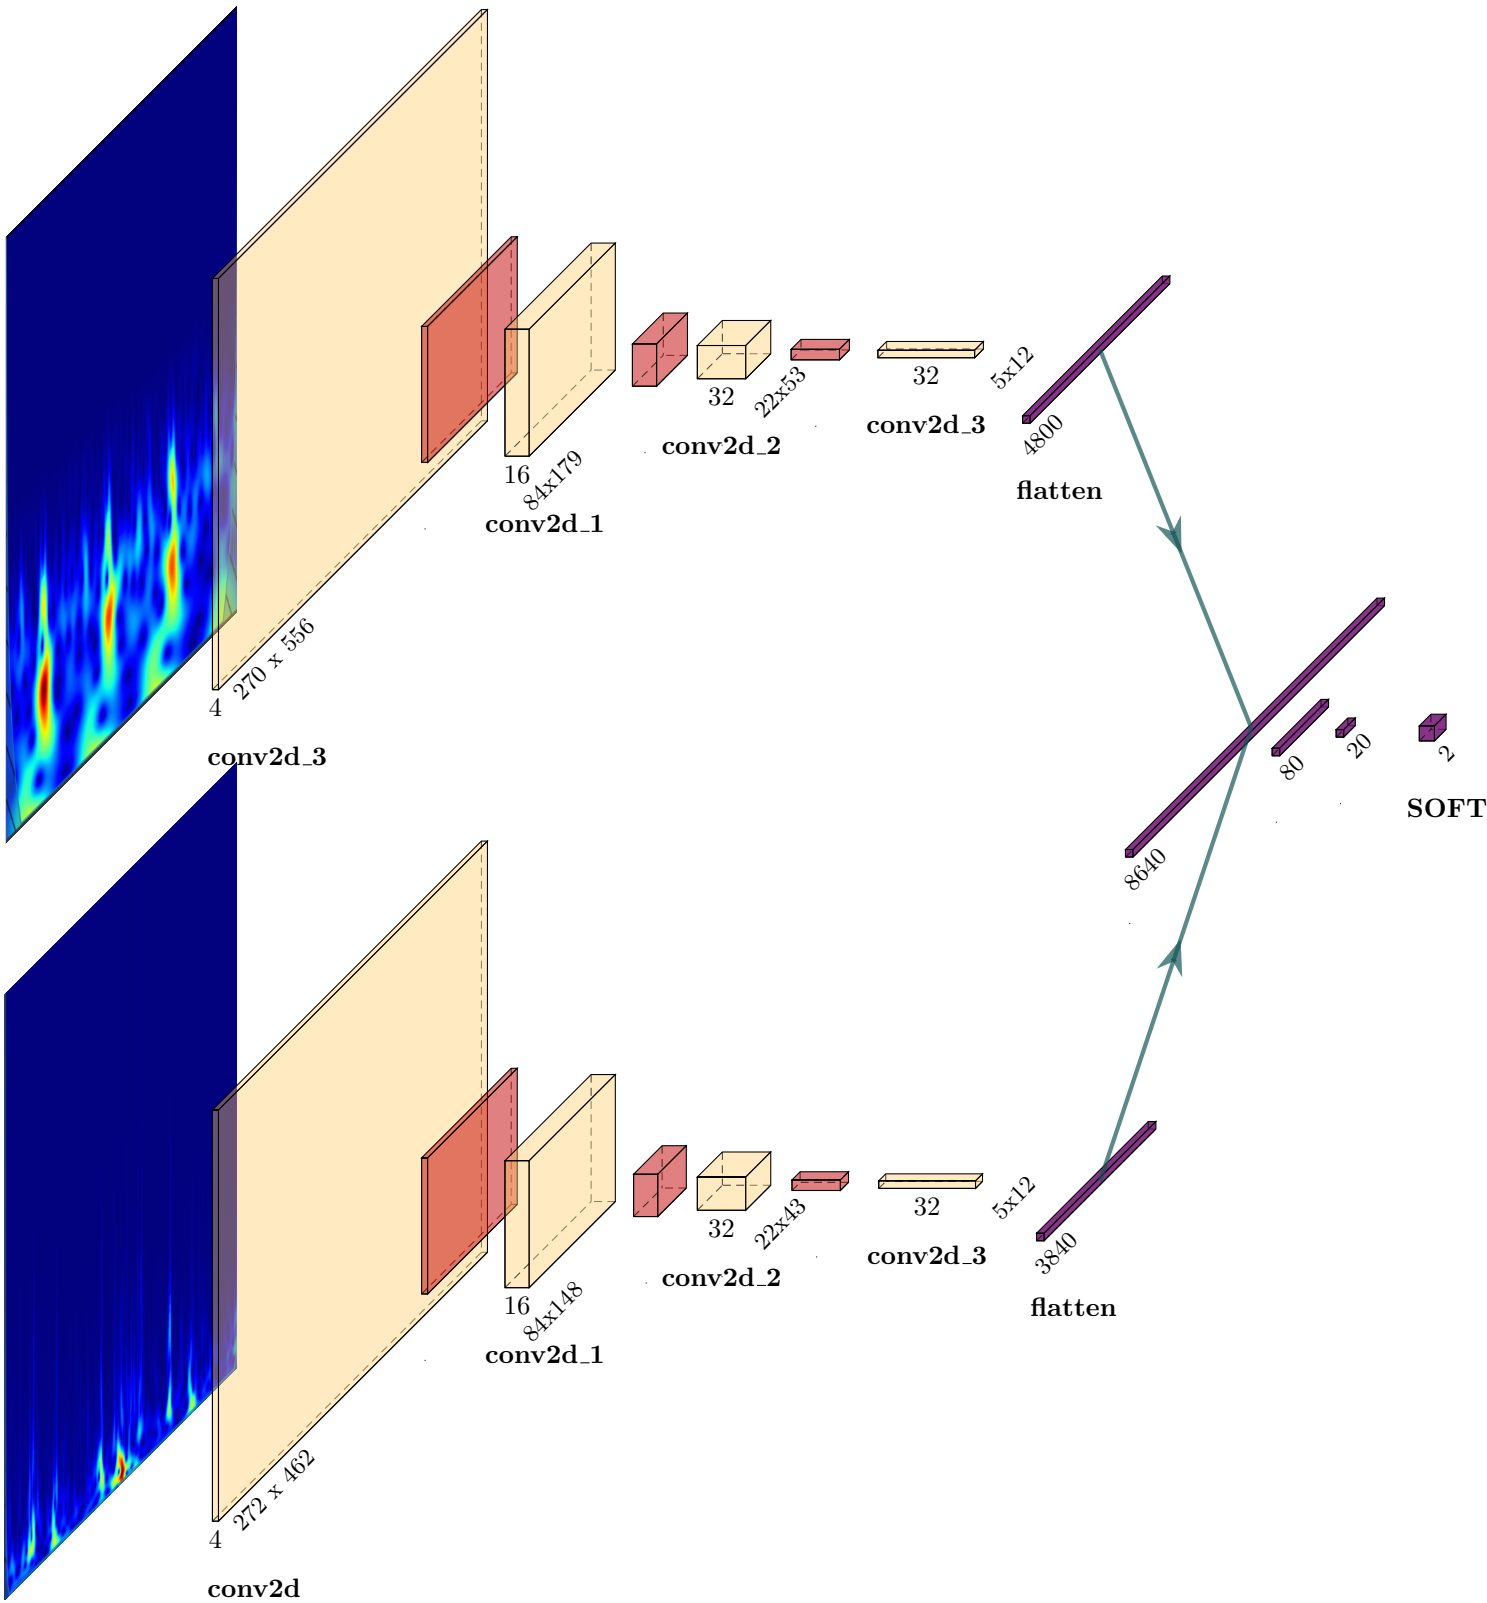 4
270 x 556
conv2d_3
16
84x179
conv2d_1
32
22x53
conv2d_2
32
5x12
conv2d_3
4800
flatten
8640
80
20
2
SOFT
4
272 x 462
conv2d
16
84x148
conv2d_1
32
22x43
conv2d_2
32
5x12
conv2d_3
3840
flatten